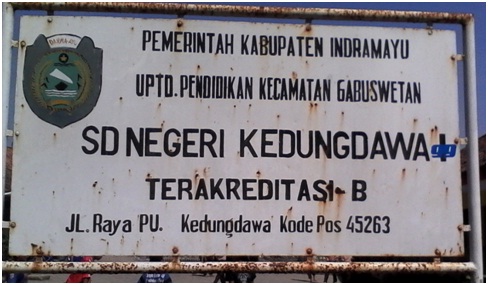 PEMERINTAH KABUPATEN INDRAMAYU
UPTD.PENDIDIKAN KECAMATAN GABUSWETAN
SD NEGERI KEDUNGDAWA
TERAKREDITASI-B
JL. Raya PU. Kedungdawa Kode Pos 45263